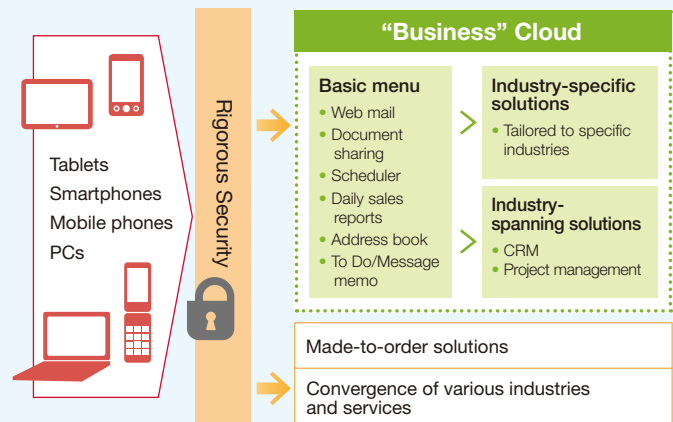 Tablets
Smartphones
Mobile phones
PCs
Rigorous Security
“Business” Cloud
Basic menu
• Web mail
• Document
sharing
• Scheduler
• Daily sales
reports
• Address book
• To Do/Message
memo
Industry-specific
solutions
• Tailored to specific
industries
Industry-
spanning solutions
• CRM
• Project management
Made-to-order solutions
Convergence of various industries
and services